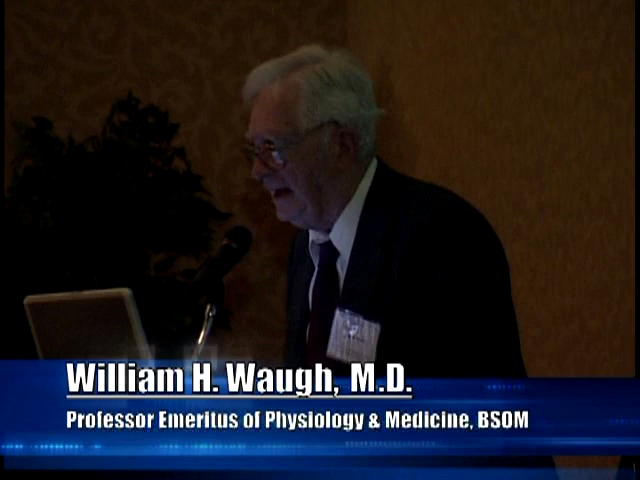 William H. Waugh, M.D.
Professor Emeritus of Physiology & Medicine, BSOM